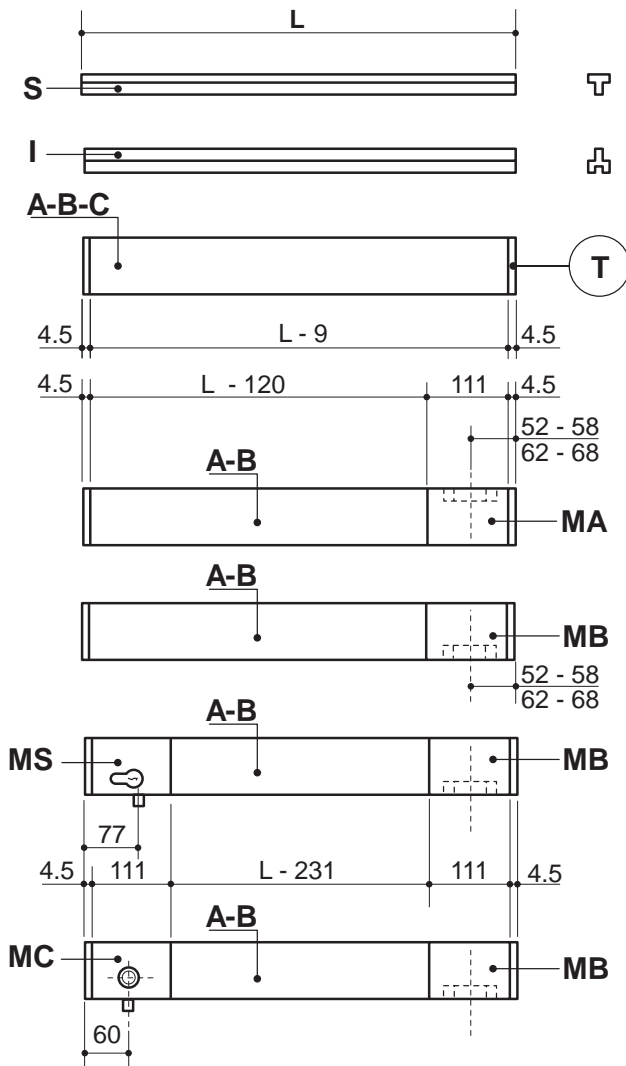 L
S
I
A-B-C
T
4.5 L - 9 4.5
4.5 L - 120 111 4.5
52 - 58
62 - 68
A-B
MA
A-B
MB
52 - 58
62 - 68
A-B
MS MB
77
4.5 111 L - 231 111 4.5
A-B
MC MB
60